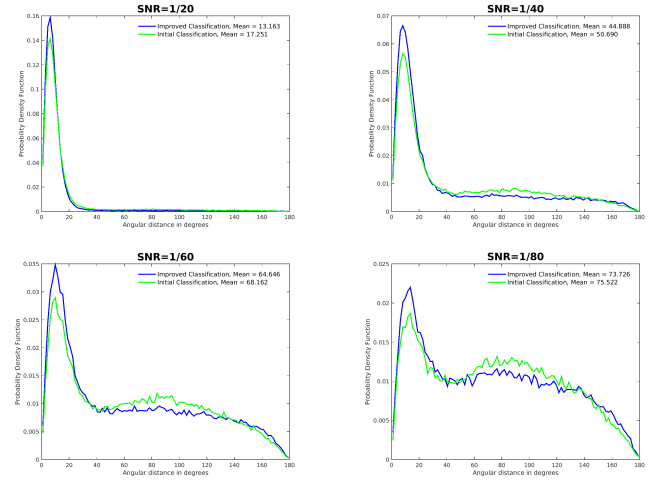 SNR=1/20
Improved Classification, Mean = 13.163
Initial Classification, Mean = 17.251
Probability Density Function
0.16
0.14
0.12
0.1
0.08
0.06
0.04
0.02
0
0 20 40 60 80 100 120 140 160 180
Angular distance in degrees
SNR=1/40
Improved Classification, Mean = 44.888
Initial Classification, Mean = 50.690
Probability Density Function
0.07
0.06
0.05
0.04
0.03
0.02
0.01
0
0 20 40 60 80 100 120 140 160 180
Angular distance in degrees
SNR=1/60
Improved Classification, Mean = 64.646
Initial Classification, Mean = 68.162
Probability Density Function
0.035
0.03
0.025
0.02
0.015
0.01
0.005
0
0 20 40 60 80 100 120 140 160 180
Angular distance in degrees
SNR=1/80
Improved Classification, Mean = 73.726
Initial Classification, Mean = 75.522
Probability Density Function
0.025
0.02
0.015
0.01
0.005
0
0 20 40 60 80 100 120 140 160 180
Angular distance in degrees